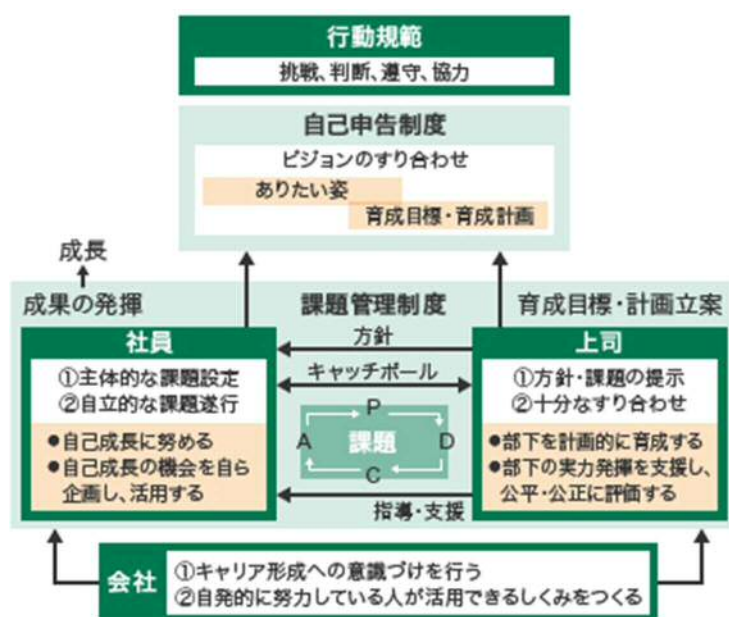 行動規範
挑戦、判断、遵守、協力
自己申告制度
ビジョンのすり合わせ
ありたい姿
育成目標・育成計画
成長
成果の発揮
課題管理制度
育成目標・計画立案
社員
①主体的な課題設定
②自立的な課題遂行
●自己成長に努める
●自己成長の機会を自ら
企画し、活用する
方針
キャッチボール
P
A
課題
D
C
指導・支援
上司
①方針・課題の提示
②十分なすり合わせ
●部下を計画的に育成する
●部下の実力発揮を支援し、
公平・公正に評価する
会社
①キャリア形成への意識づけを行う
②自発的に努力している人が活用できるしくみをつくる